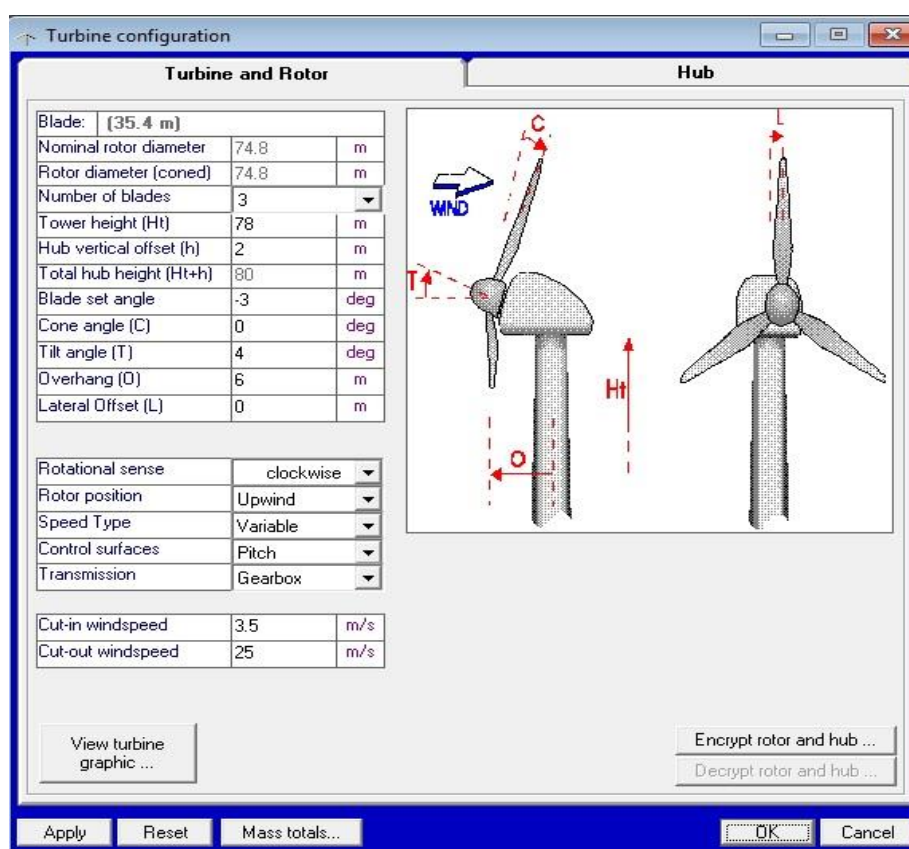 Turbine configuration
Turbine and Rotor
Hub
Blade: (35.4 m)
Nominal rotor diameter 74.8 m
Rotor diameter (coned) 74.8 m
Number of blades 3
Tower height (Ht) 78 m
Hub vertical offset (h) 2 m
Total hub height (Ht+h) 80 m
Blade set angle -3 deg
Cone angle (C) 0 deg
Tilt angle (T) 4 deg
Overhang (O) 6 m
Lateral Offset (L) 0 m
Rotational sense clockwise
Rotor position Upwind
Speed Type Variable
Control surfaces Pitch
Transmission Gearbox
Cut-in windspeed 3.5 m/s
Cut-out windspeed 25 m/s
C
L
WIND
T
Ht
O
View turbine
graphic ...
Encrypt rotor and hub ...
Decrypt rotor and hub ...
Apply Reset Mass totals... OK Cancel